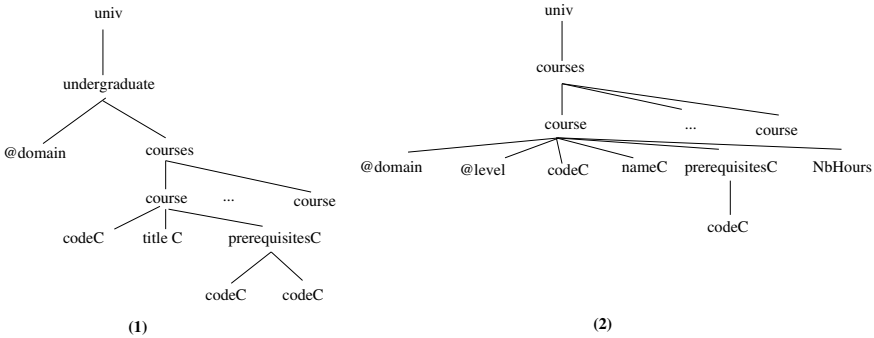 univ
undergraduate
@domain courses
course ... course
codeC title C prerequisitesC
codeC codeC
(1)
univ
courses
course ... course
@domain @level codeC nameC prerequisitesC NbHours
codeC
(2)